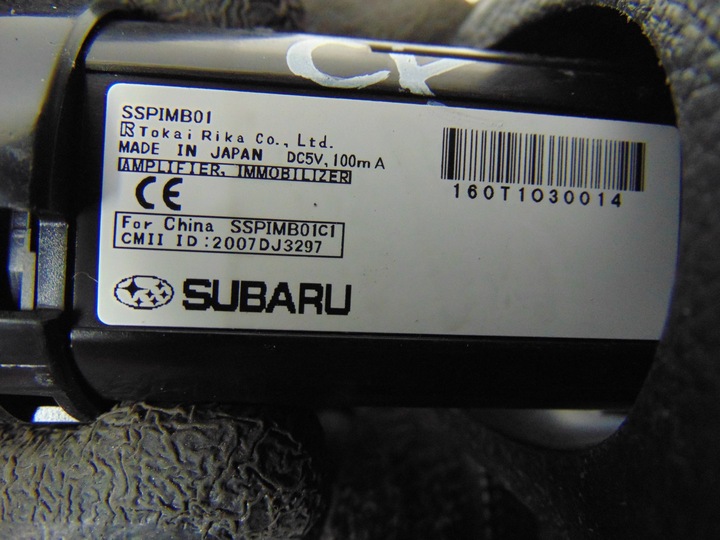 CK
SSPIMB01
Tokai Rika Co., Ltd.
MADE IN JAPAN DC5V, 100mA
AMPLIFIER, IMMOBILIZER
CE
For China SSPIMB01C1
CMII ID:2007DJ3297
SUBARU
160T1030014